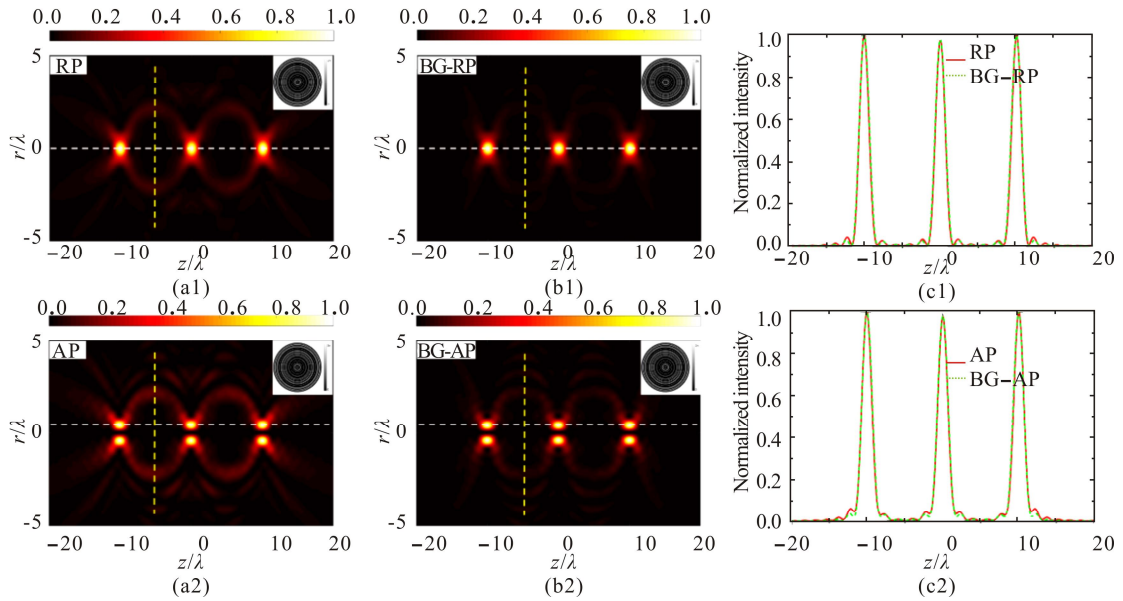 0.0 0.2 0.4 0.6 0.8 1.0
RP
5
0
-5
r/λ
−20 −10 0 10 20
z/λ
(a1)
0.0 0.2 0.4 0.6 0.8 1.0
BG-RP
5
0
-5
r/λ
−20 −10 0 10 20
z/λ
(b1)
1.0
0.8
0.6
0.4
0.2
0.0
Normalized intensity
RP
BG−RP
−20 −10 0 10 20
z/λ
(c1)
0.0 0.2 0.4 0.6 0.8 1.0
AP
5
0
-5
r/λ
−20 −10 0 10 20
z/λ
(a2)
0.0 0.2 0.4 0.6 0.8 1.0
BG-AP
5
0
-5
r/λ
−20 −10 0 10 20
z/λ
(b2)
1.0
0.8
0.6
0.4
0.2
0.0
Normalized intensity
AP
BG−AP
−20 −10 0 10 20
z/λ
(c2)